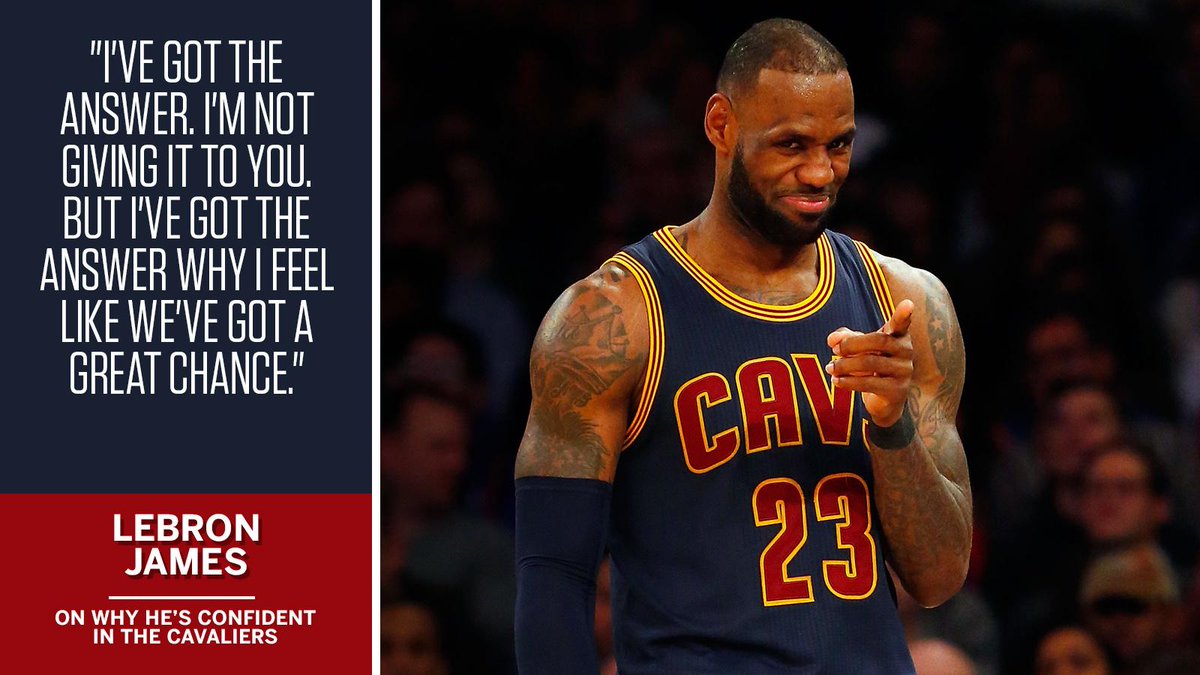 "I'VE GOT THE
ANSWER. I'M NOT
GIVING IT TO YOU.
BUT I'VE GOT THE
ANSWER WHY I FEEL
LIKE WE'VE GOT A
GREAT CHANCE."
LEBRON
JAMES
ON WHY HE'S CONFIDENT
IN THE CAVALIERS
CAVS
23